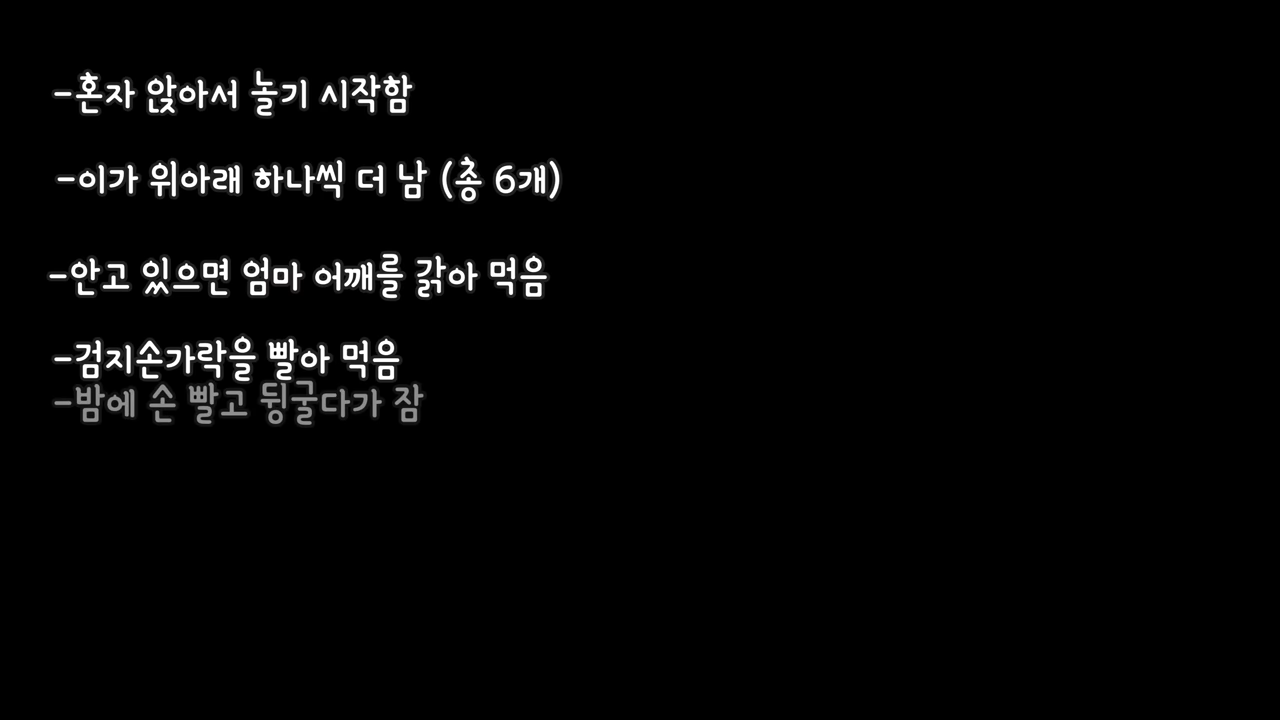 -혼자 앉아서 놀기 시작함
-이가 위아래 하나씩 더 남 (총 6개)
-안고 있으면 엄마 어깨를 갉아 먹음
-검지손가락을 빨아 먹음
-밤에 손 빨고 뒹굴다가 잠